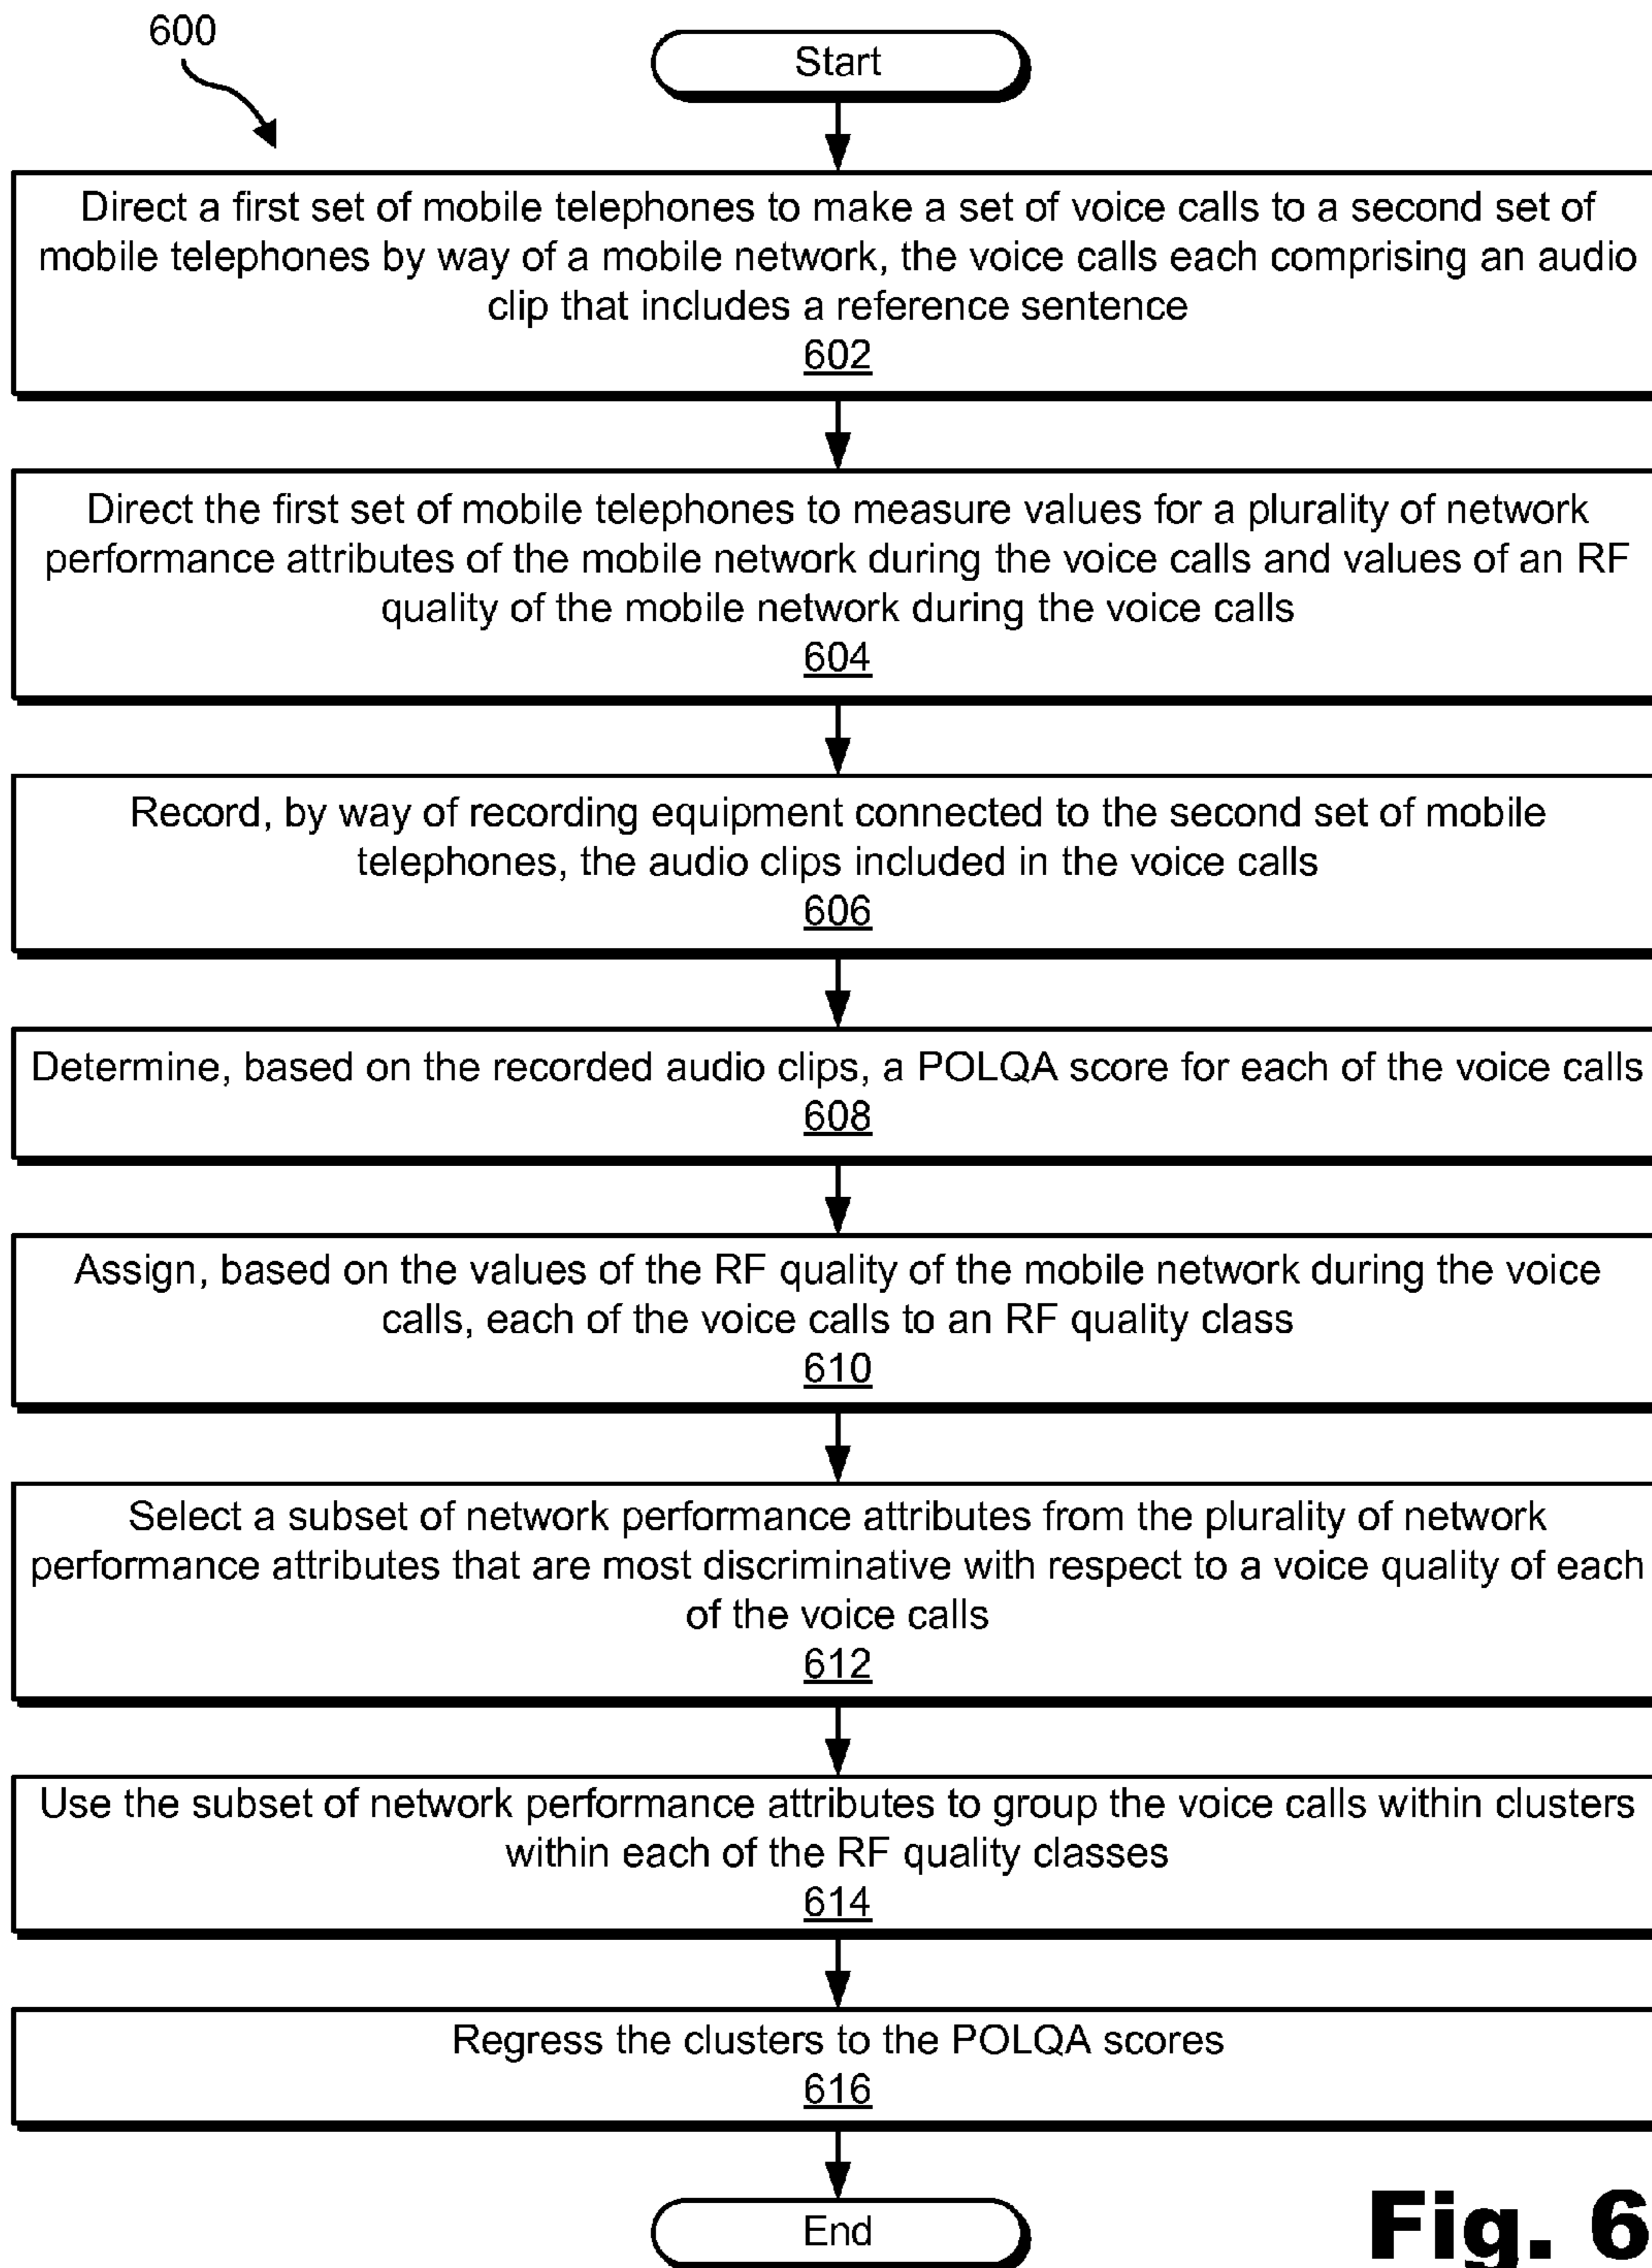 600
Start
Direct a first set of mobile telephones to make a set of voice calls to a second set of
mobile telephones by way of a mobile network, the voice calls each comprising an audio
clip that includes a reference sentence
602
Direct the first set of mobile telephones to measure values for a plurality of network
performance attributes of the mobile network during the voice calls and values of an RF
quality of the mobile network during the voice calls
604
Record, by way of recording equipment connected to the second set of mobile
telephones, the audio clips included in the voice calls
606
Determine, based on the recorded audio clips, a POLQA score for each of the voice calls
608
Assign, based on the values of the RF quality of the mobile network during the voice
calls, each of the voice calls to an RF quality class
610
Select a subset of network performance attributes from the plurality of network
performance attributes that are most discriminative with respect to a voice quality of each
of the voice calls
612
Use the subset of network performance attributes to group the voice calls within clusters
within each of the RF quality classes
614
Regress the clusters to the POLQA scores
616
End
Fig. 6